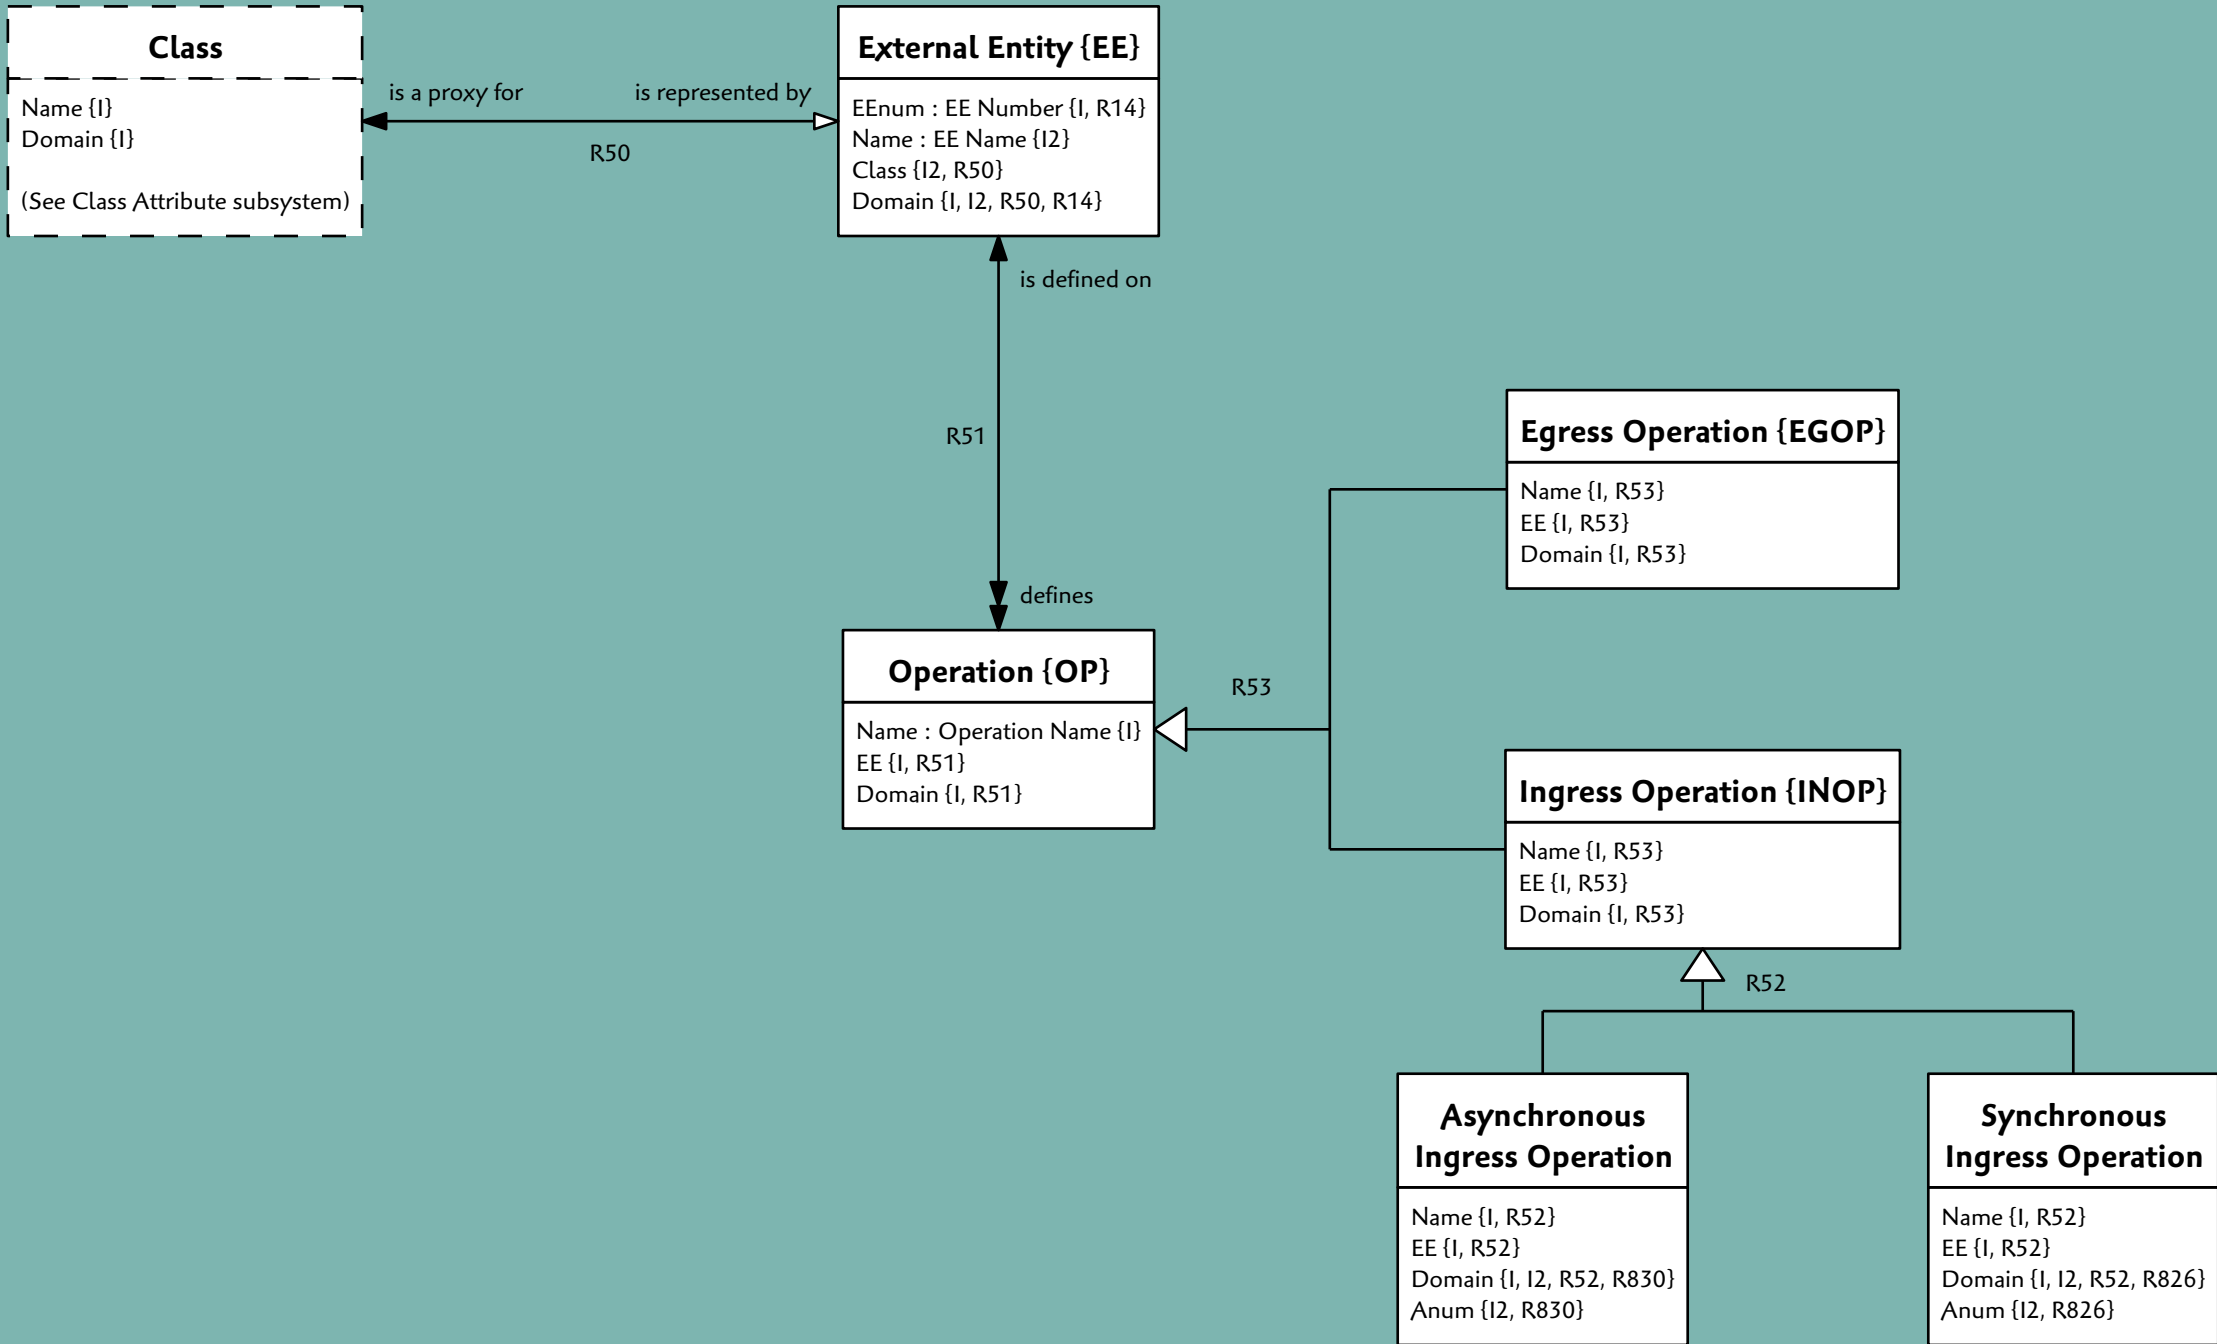 Class
Name {I}
Domain {I}
(See Class Attribute subsystem)
is a proxy for
is represented by
R50
External Entity {EE}
EEnum : EE Number {I, R14}
Name : EE Name {I2}
Class {I2, R50}
Domain {I, I2, R50, R14}
is defined on
R51
defines
Operation {OP}
Name : Operation Name {I}
EE {I, R51}
Domain {I, R51}
R53
Egress Operation {EGOP}
Name {I, R53}
EE {I, R53}
Domain {I, R53}
Ingress Operation {INOP}
Name {I, R53}
EE {I, R53}
Domain {I, R53}
R52
Asynchronous
Ingress Operation
Name {I, R52}
EE {I, R52}
Domain {I, I2, R52, R830}
Anum {I2, R830}
Synchronous
Ingress Operation
Name {I, R52}
EE {I, R52}
Domain {I, I2, R52, R826}
Anum {I2, R826}